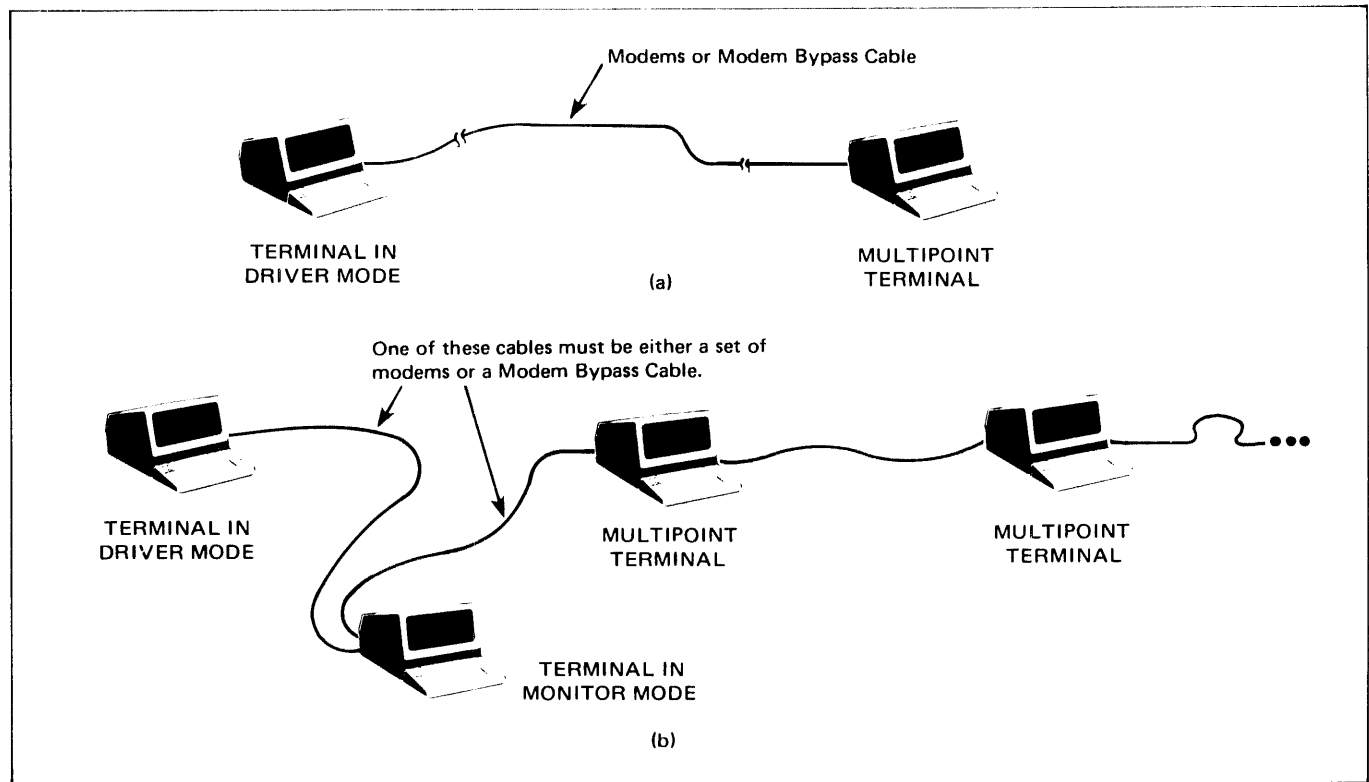 Modems or Modem Bypass Cable
TERMINAL IN
DRIVER MODE
MULTIPOINT
TERMINAL
(a)
One of these cables must be either a set of
modems or a Modem Bypass Cable.
TERMINAL IN
DRIVER MODE
MULTIPOINT
TERMINAL
MULTIPOINT
TERMINAL
TERMINAL IN
MONITOR MODE
(b)